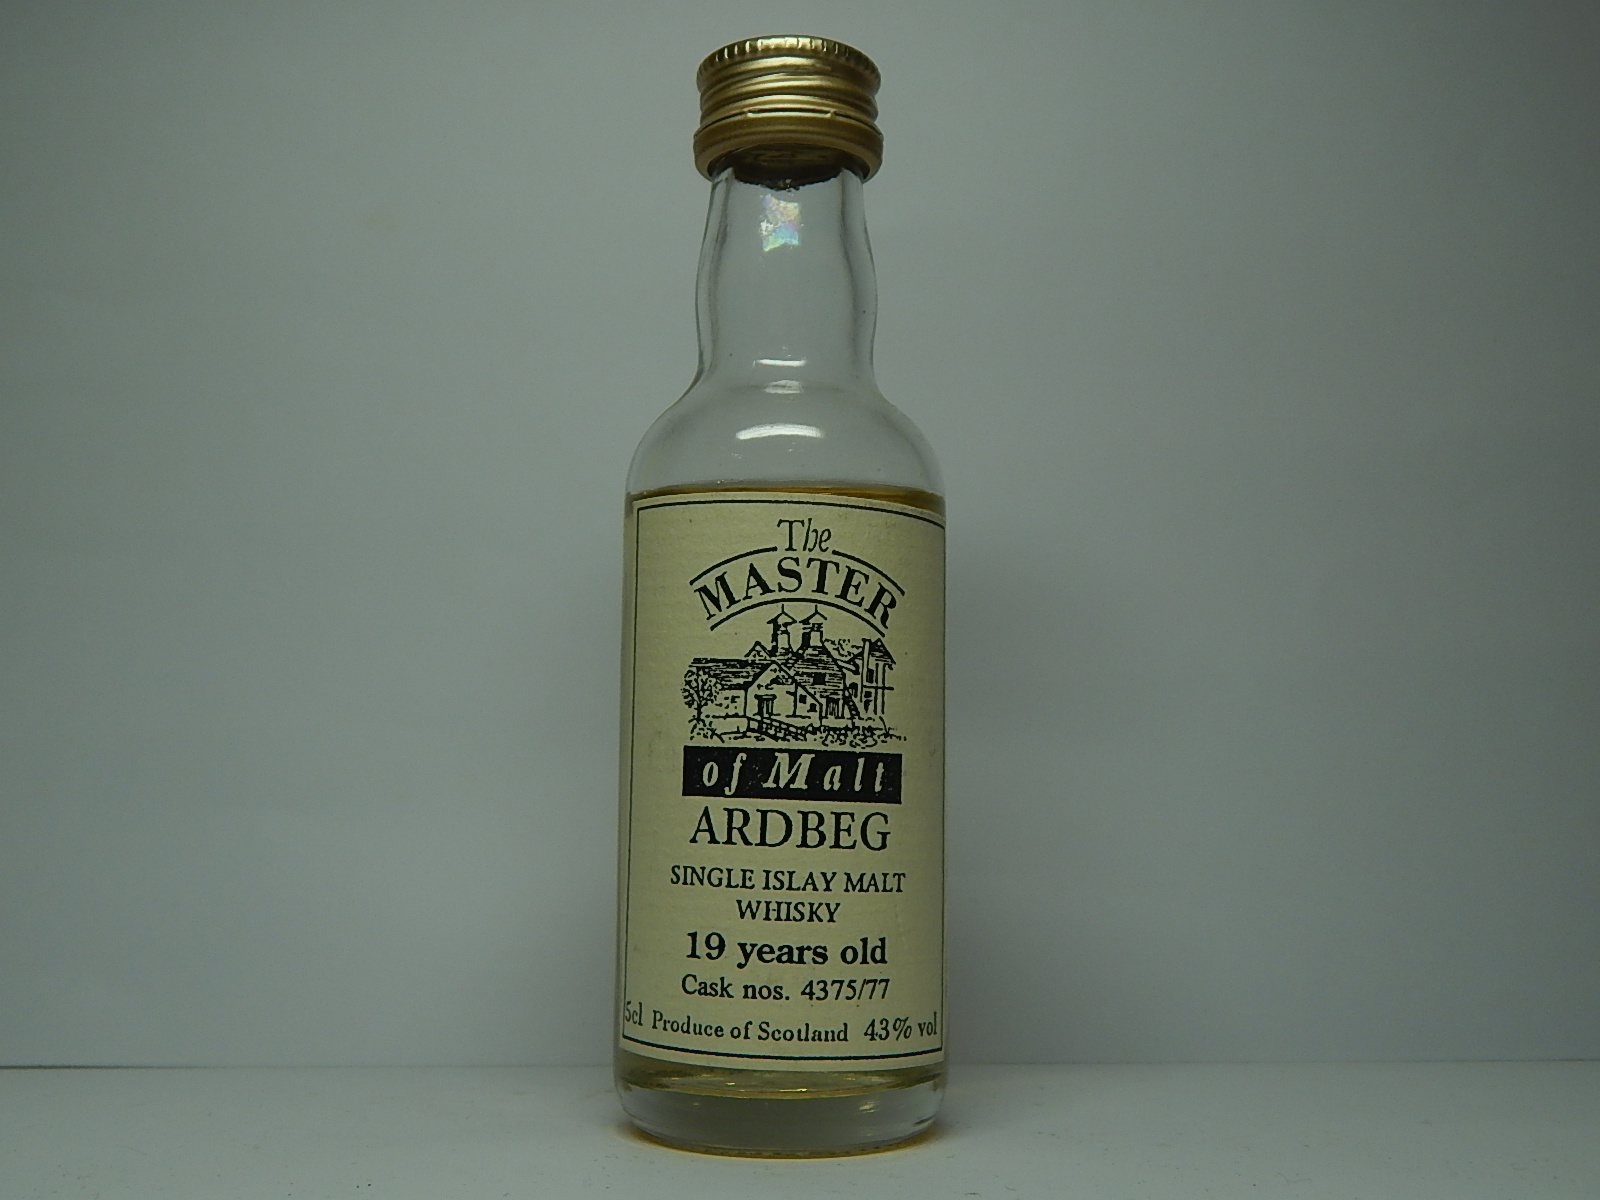 The
MASTER
of Malt
ARDBEG
SINGLE ISLAY MALT
WHISKY
19 years old
Cask nos. 4375/77
5cl Produce of Scotland 43% vol